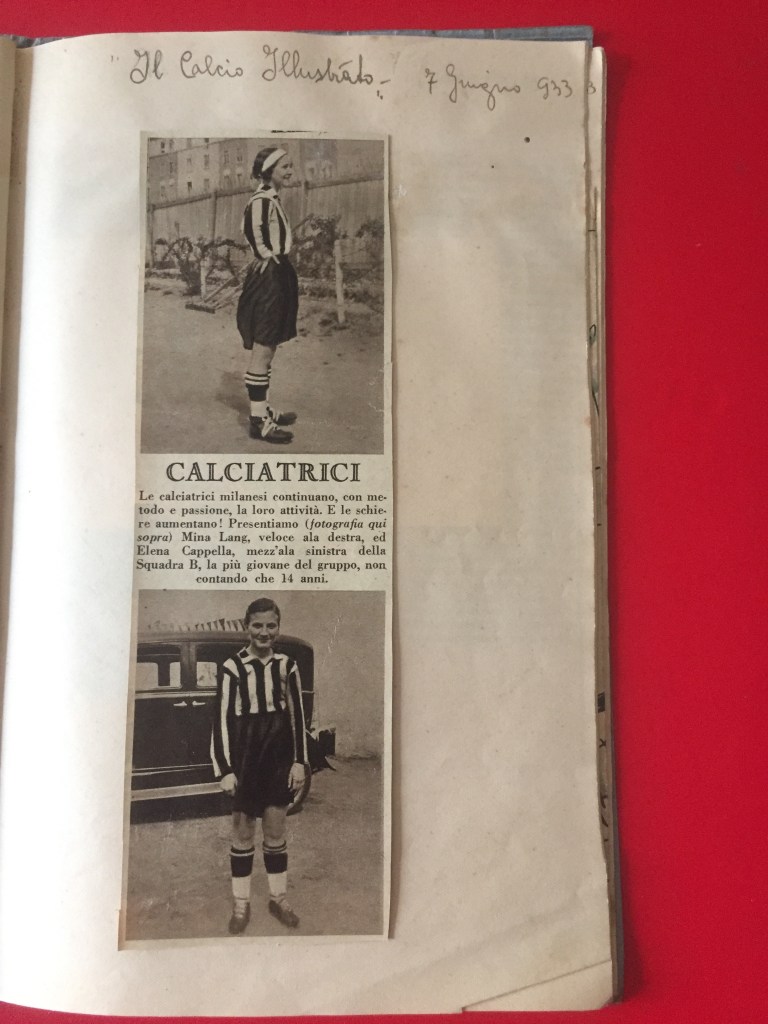 "Il Calcio Illustrato" 7 Giugno 933
CALCIATRICI
Le calciatrici milanesi continuano, con me-
todo e passione, la loro attività. E le schie-
re aumentano! Presentiamo (fotografia qui
sopra) Mina Lang, veloce ala destra, ed
Elena Cappella, mezz'ala sinistra della
Squadra B, la più giovane del gruppo, non
contando che 14 anni.